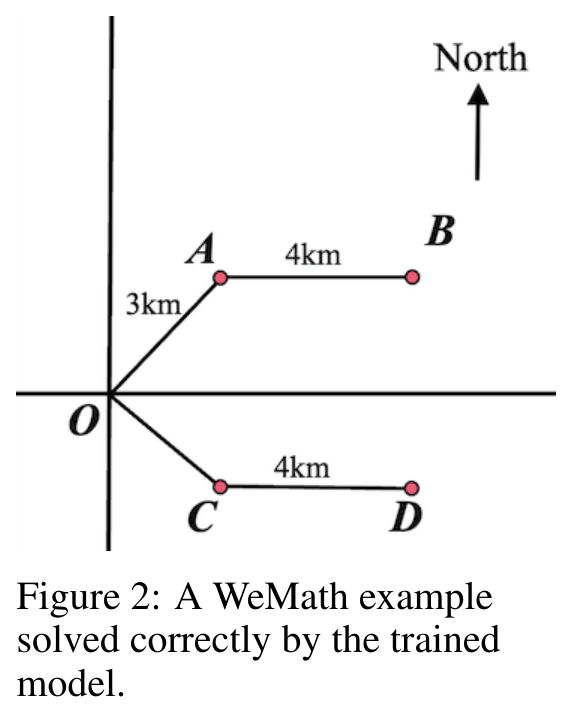 North
B
A
4km
3km
O
4km
C
D
Figure 2: A WeMath example
solved correctly by the trained
model.